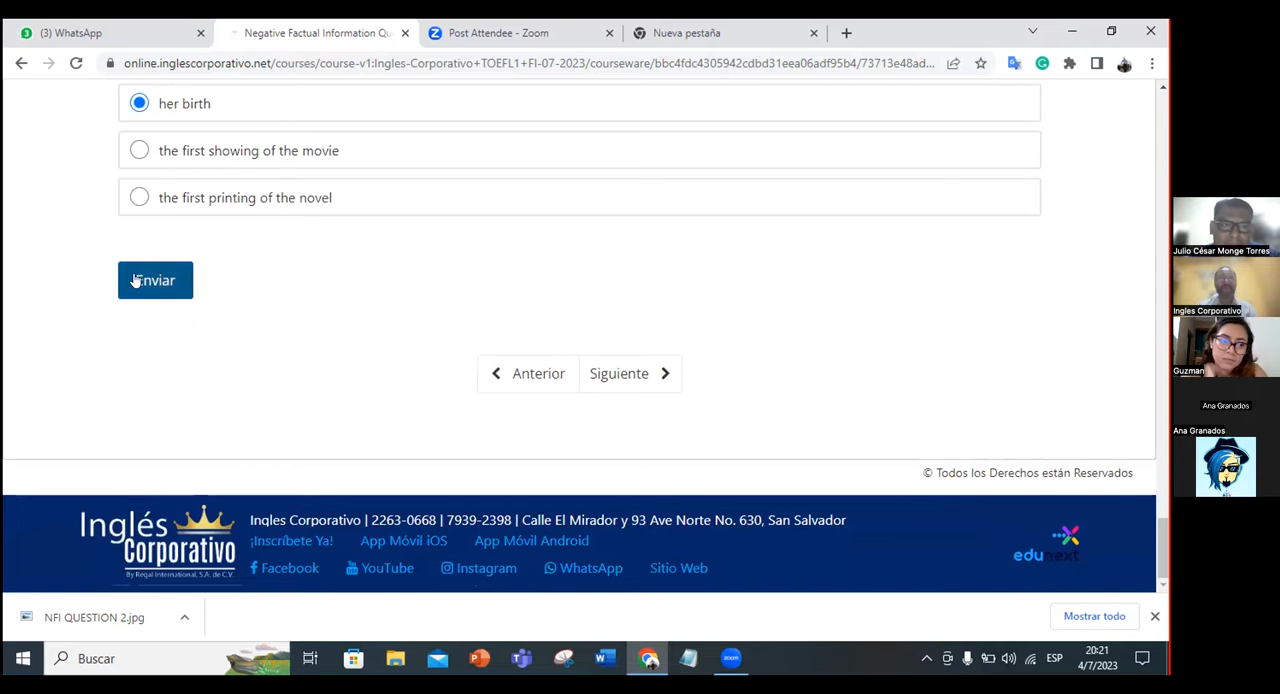 (3) WhatsApp
Negative Factual Information Qu
Post Attendee - Zoom
Nueva pestaña
online.inglescorporativo.net/courses/course-v1:Ingles-Corporativo+TOEFL1+FI-07-2023/courseware/bbc4fdc4305942cdbd31eea06adf95b4/73713e48ad...
her birth
the first showing of the movie
the first printing of the novel
Enviar
Anterior
Siguiente
© Todos los Derechos están Reservados
Inglés Corporativo
By Regal International, S.A. de C.V.
Ingles Corporativo | 2263-0668 | 7939-2398 | Calle El Mirador y 93 Ave Norte No. 630, San Salvador
¡Inscríbete Ya! App Móvil iOS App Móvil Android
Facebook YouTube Instagram WhatsApp Sitio Web
edunext
NFI QUESTION 2.jpg
Mostrar todo
Buscar
ESP
20:21
4/7/2023
Julio César Monge Torres
Ingles Corporativo
Guzman
Ana Granados
Ana Granados